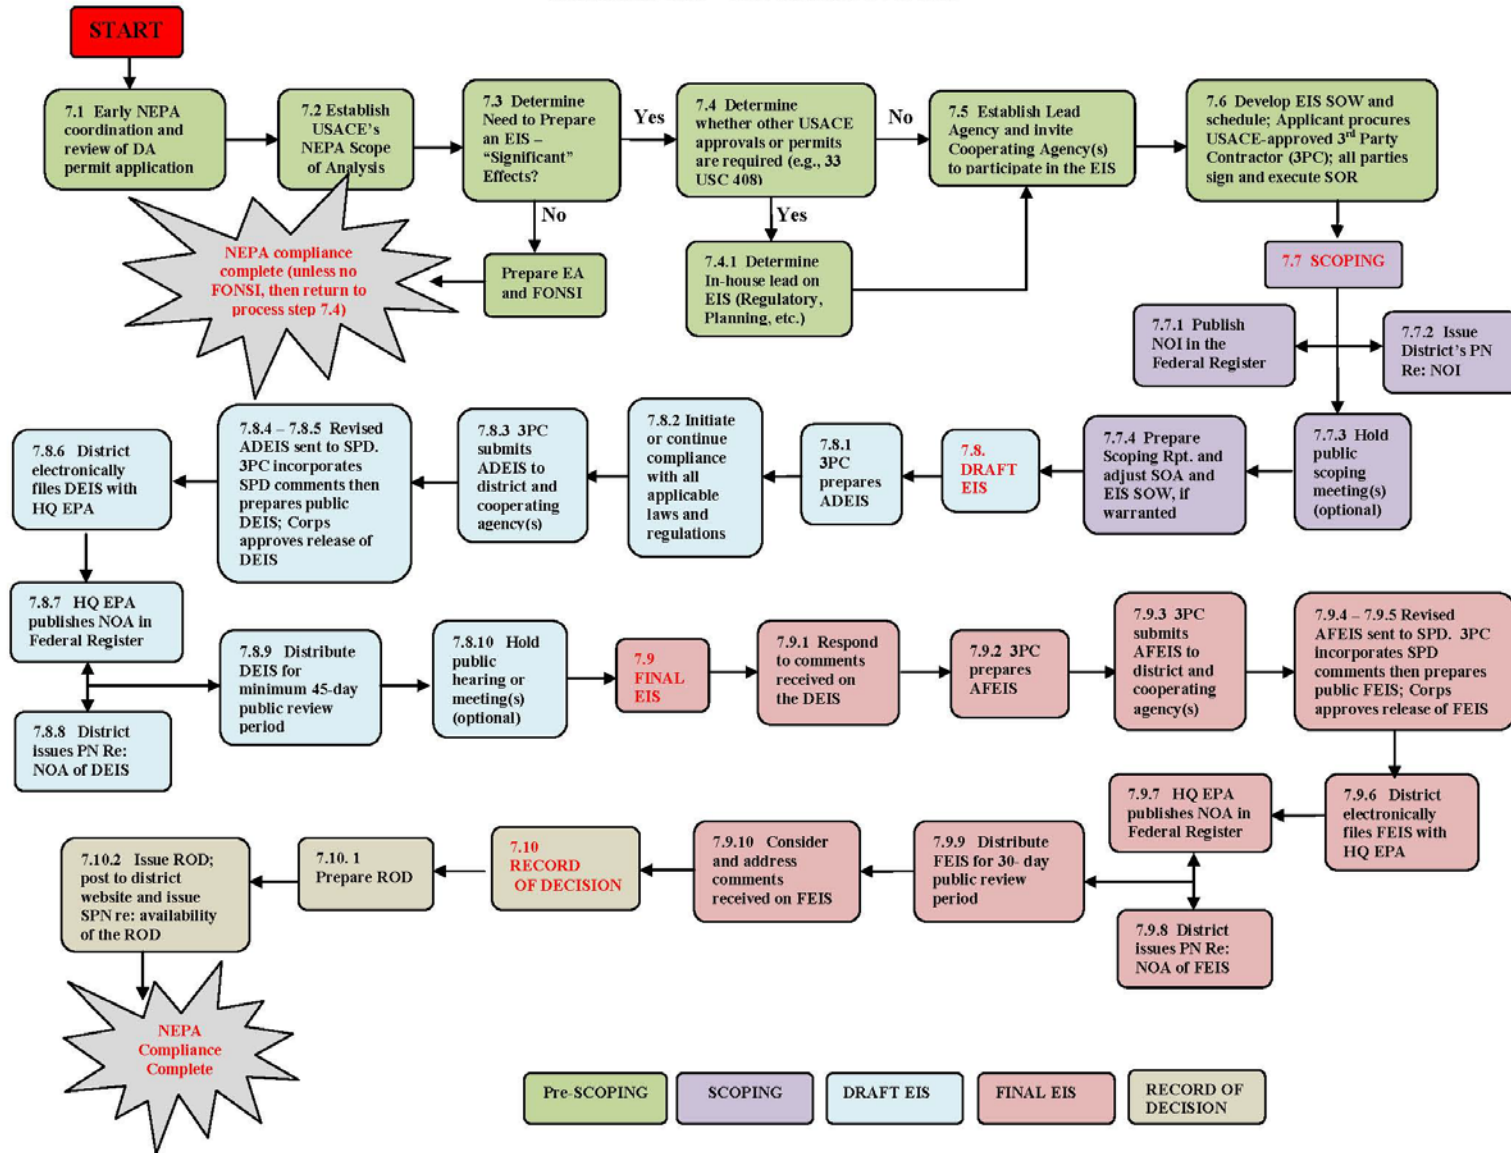 START
7.1 Early NEPA
coordination and
review of DA
permit application
7.2 Establish
USACE's
NEPA Scope
of Analysis
7.3 Determine
Need to Prepare
an EIS –
"Significant"
Effects?
Yes
7.4 Determine
whether other USACE
approvals or permits
are required (e.g., 33
USC 408)
No
7.5 Establish Lead
Agency and invite
Cooperating Agency(s)
to participate in the EIS
7.6 Develop EIS SOW and
schedule; Applicant procures
USACE-approved 3rd Party
Contractor (3PC); all parties
sign and execute SOR
No
Yes
NEPA compliance
complete (unless no
FONSI, then return to
process step 7.4)
Prepare EA
and FONSI
7.4.1 Determine
In-house lead on
EIS (Regulatory,
Planning, etc.)
7.7 SCOPING
7.7.1 Publish
NOI in the
Federal Register
7.7.2 Issue
District's PN
Re: NOI
7.7.3 Hold
public
scoping
meeting(s)
(optional)
7.7.4 Prepare
Scoping Rpt. and
adjust SOA and
EIS SOW, if
warranted
7.8.
DRAFT
EIS
7.8.1
3PC
prepares
ADEIS
7.8.2 Initiate
or continue
compliance
with all
applicable
laws and
regulations
7.8.3 3PC
submits
ADEIS to
district and
cooperating
agency(s)
7.8.4 – 7.8.5 Revised
ADEIS sent to SPD.
3PC incorporates
SPD comments then
prepares public
DEIS; Corps
approves release of
DEIS
7.8.6 District
electronically
files DEIS with
HQ EPA
7.8.7 HQ EPA
publishes NOA in
Federal Register
7.8.8 District
issues PN Re:
NOA of DEIS
7.8.9 Distribute
DEIS for
minimum 45-day
public review
period
7.8.10 Hold
public
hearing or
meeting(s)
(optional)
7.9
FINAL
EIS
7.9.1 Respond
to comments
received on
the DEIS
7.9.2 3PC
prepares
AFEIS
7.9.3 3PC
submits
AFEIS to
district and
cooperating
agency(s)
7.9.4 – 7.9.5 Revised
AFEIS sent to SPD. 3PC
incorporates SPD
comments then prepares
public FEIS; Corps
approves release of FEIS
7.9.6 District
electronically
files FEIS with
HQ EPA
7.9.7 HQ EPA
publishes NOA in
Federal Register
7.9.8 District
issues PN Re:
NOA of FEIS
7.9.9 Distribute
FEIS for 30- day
public review
period
7.9.10 Consider
and address
comments
received on FEIS
7.10
RECORD
OF DECISION
7.10. 1
Prepare ROD
7.10.2 Issue ROD;
post to district
website and issue
SPN re: availability
of the ROD
NEPA
Compliance
Complete
Pre-SCOPING
SCOPING
DRAFT EIS
FINAL EIS
RECORD OF
DECISION